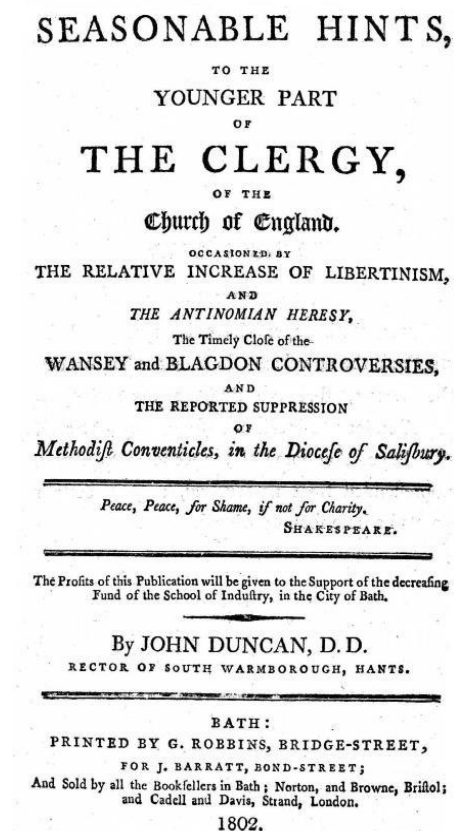 SEASONABLE HINTS,
TO THE
YOUNGER PART
OF
THE CLERGY,
OF THE
Church of England.
OCCASIONED, BY
THE RELATIVE INCREASE OF LIBERTINISM,
AND
THE ANTINOMIAN HERESY,
The Timely Cloſe of the
WANSEY and BLAGDON CONTROVERSIES,
AND
THE REPORTED SUPPRESSION
OF
Methodiſt Conventicles, in the Dioceſe of Saliſbury.
Peace, Peace, for Shame, if not for Charity.
SHAKESPEARE.
The Profits of this Publication will be given to the Support of the decreaſing
Fund of the School of Induſtry, in the City of Bath.
By JOHN DUNCAN, D. D.
RECTOR OF SOUTH WARMBOROUGH, HANTS.
BATH:
PRINTED BY G. ROBBINS, BRIDGE-STREET,
FOR J. BARRATT, BOND-STREET;
And Sold by all the Bookſellers in Bath; Norton, and Browne, Briſtol;
and Cadell and Davis, Strand, London.
1802.